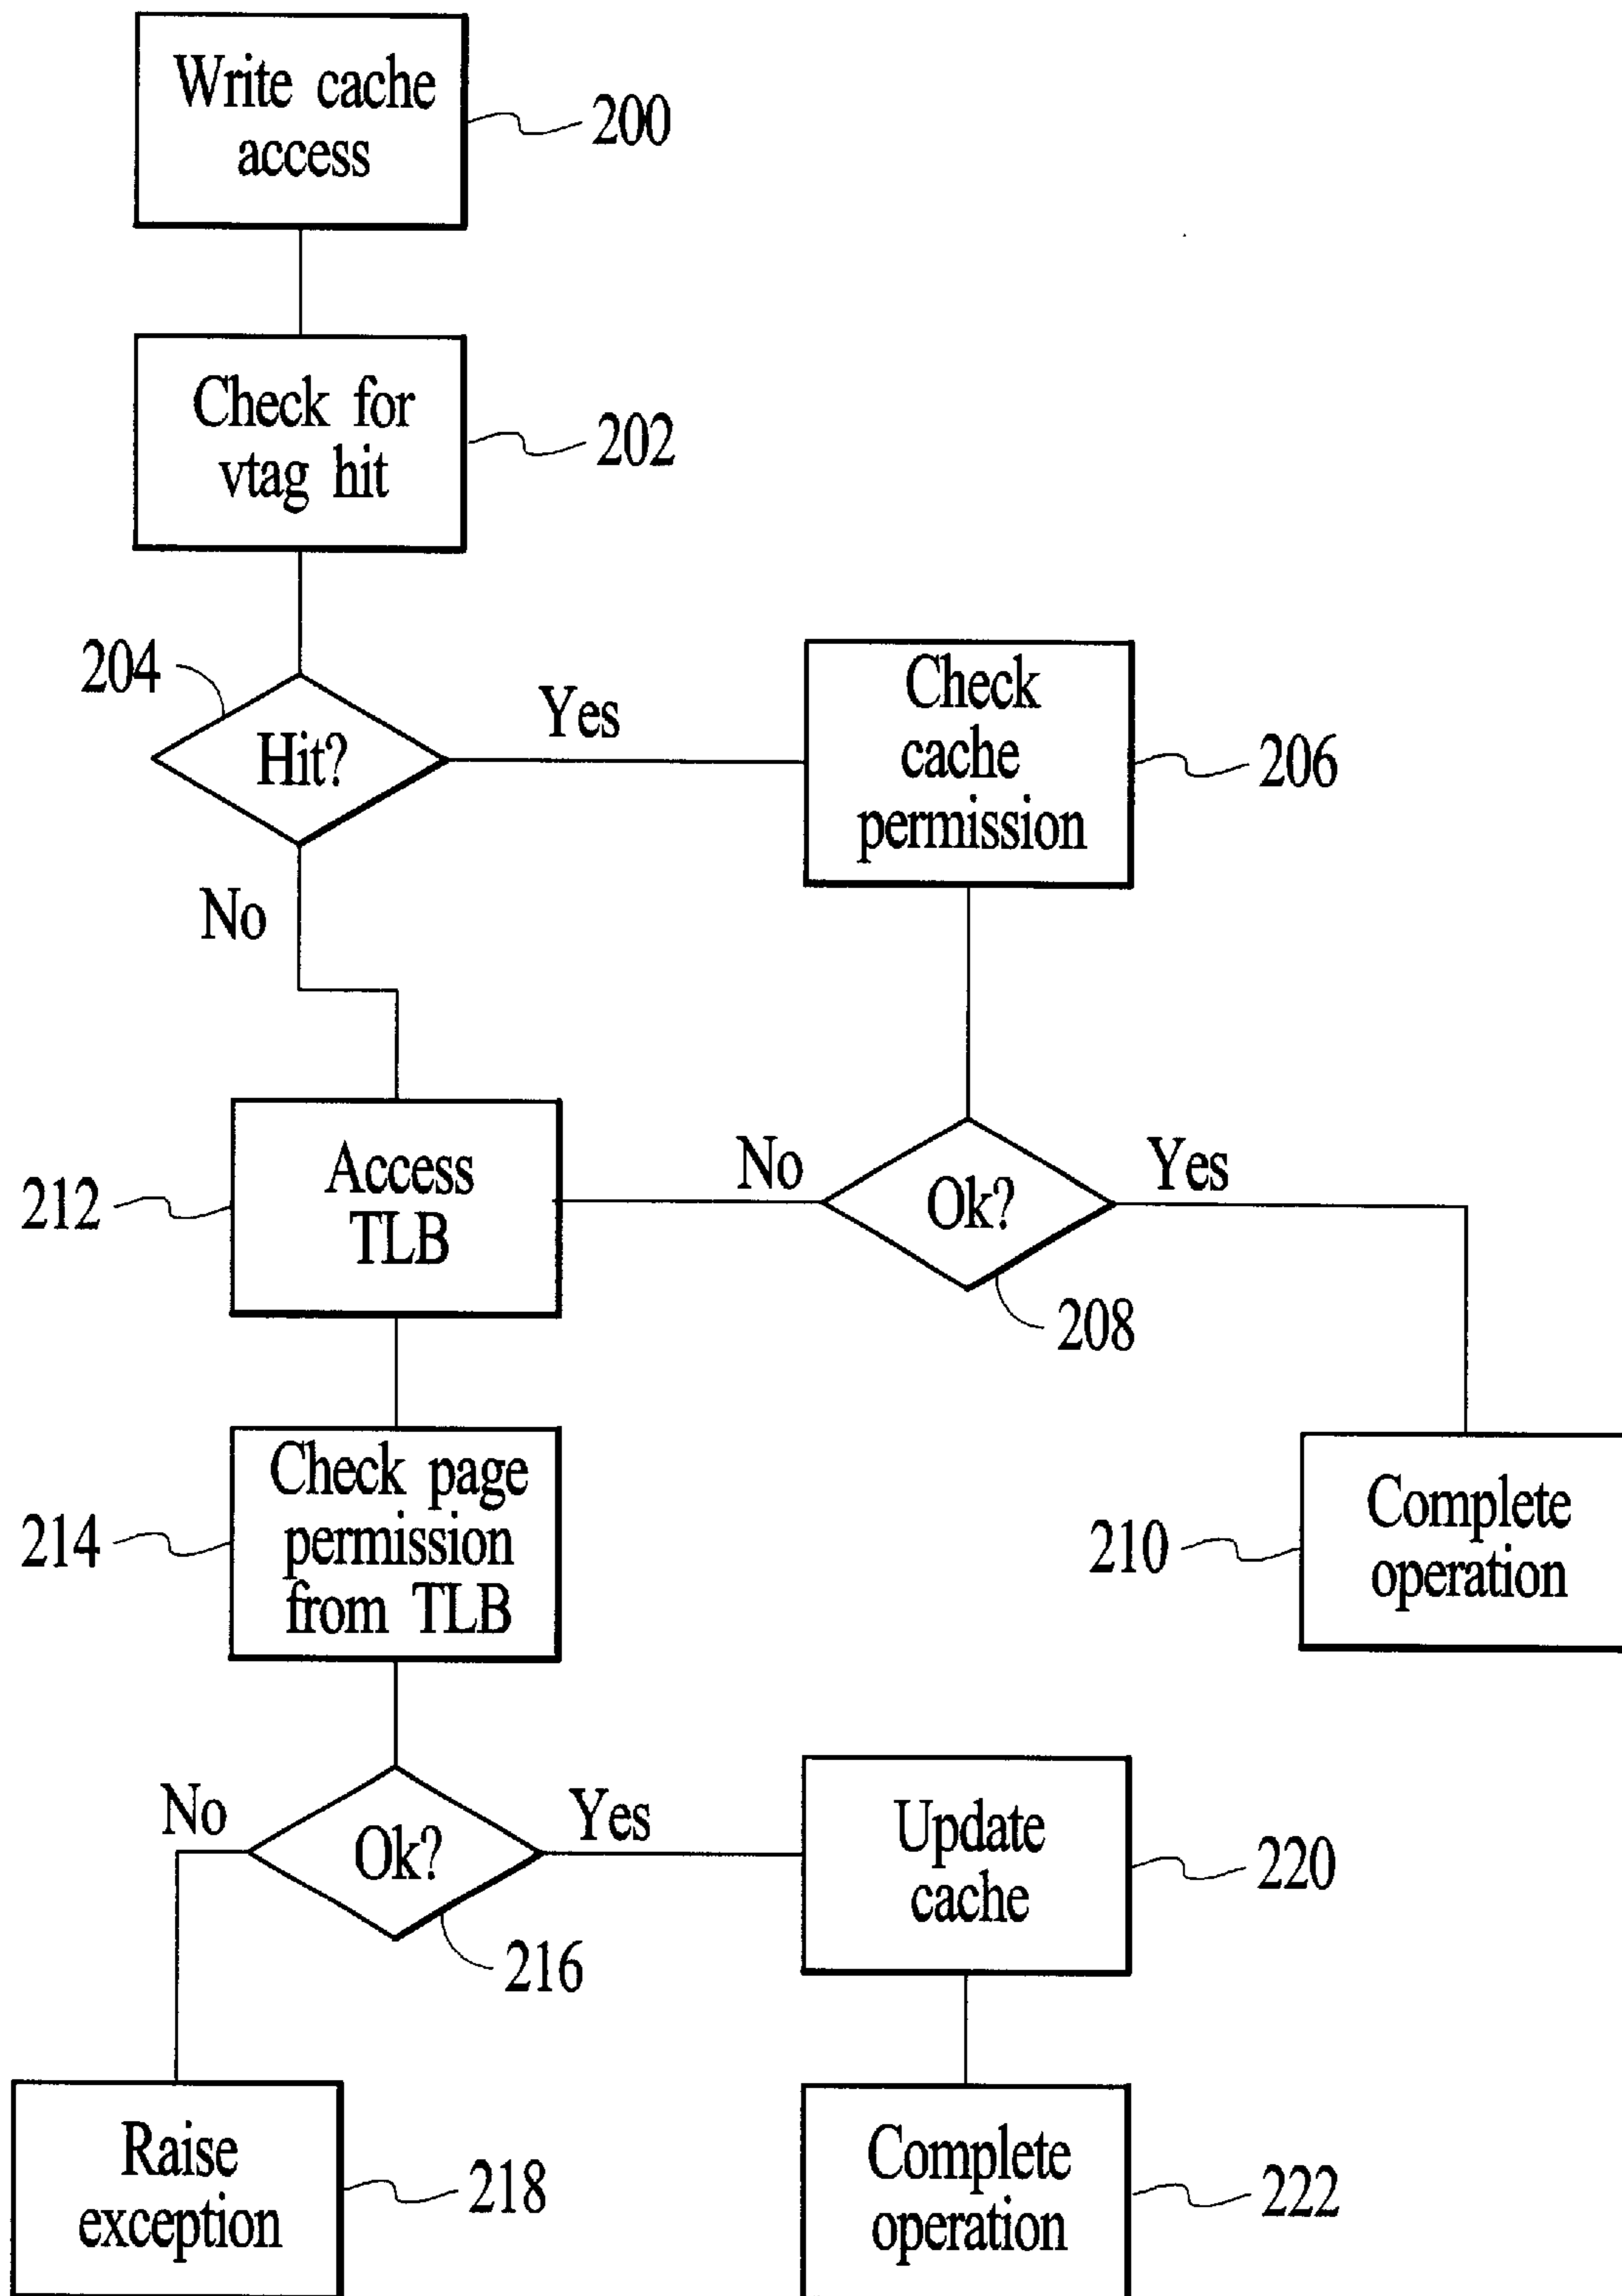 Write cache
access
200
Check for
vtag hit
202
204
Hit?
Yes
No
Check
cache
permission
206
Access
TLB
212
No
Ok?
Yes
208
Check page
permission
from TLB
214
Complete
operation
210
No
Ok?
Yes
216
Update
cache
220
Raise
exception
218
Complete
operation
222